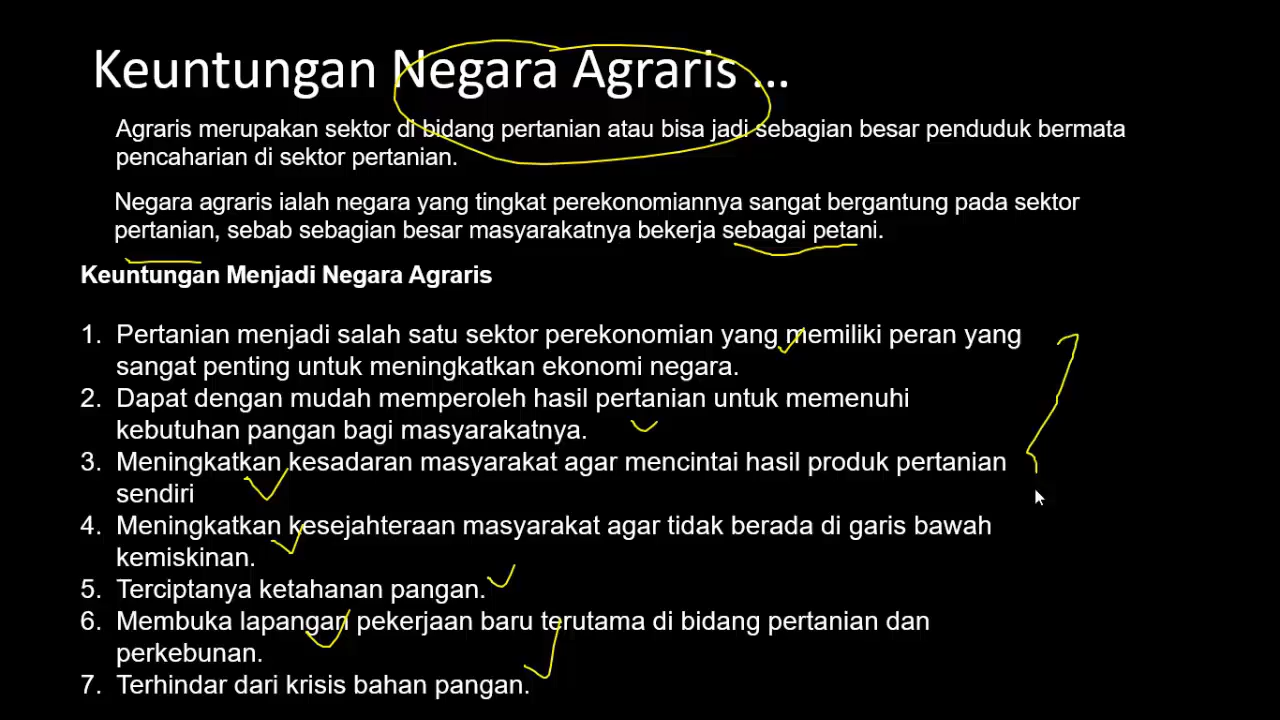 Keuntungan Negara Agraris ...
Agraris merupakan sektor di bidang pertanian atau bisa jadi sebagian besar penduduk bermata
pencaharian di sektor pertanian.
Negara agraris ialah negara yang tingkat perekonomiannya sangat bergantung pada sektor
pertanian, sebab sebagian besar masyarakatnya bekerja sebagai petani.
Keuntungan Menjadi Negara Agraris
1. Pertanian menjadi salah satu sektor perekonomian yang memiliki peran yang
sangat penting untuk meningkatkan ekonomi negara.
2. Dapat dengan mudah memperoleh hasil pertanian untuk memenuhi
kebutuhan pangan bagi masyarakatnya.
3. Meningkatkan kesadaran masyarakat agar mencintai hasil produk pertanian
sendiri
4. Meningkatkan kesejahteraan masyarakat agar tidak berada di garis bawah
kemiskinan.
5. Terciptanya ketahanan pangan.
6. Membuka lapangan pekerjaan baru terutama di bidang pertanian dan
perkebunan.
7. Terhindar dari krisis bahan pangan.